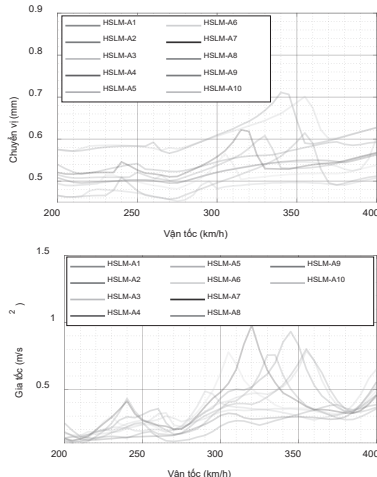 0.9
HSLM-A1 HSLM-A6
HSLM-A2 HSLM-A7
HSLM-A3 HSLM-A8
HSLM-A4 HSLM-A9
HSLM-A5 HSLM-A10
0.8
0.7
0.6
0.5
Chuyển vị (mm)
200 250 300 350 400
Vận tốc (km/h)
1.5
HSLM-A1 HSLM-A5 HSLM-A9
HSLM-A2 HSLM-A6 HSLM-A10
HSLM-A3 HSLM-A7
HSLM-A4 HSLM-A8
1
0.5
Gia tốc (m/s
2
)
200 250 300 350 400
Vận tốc (km/h)